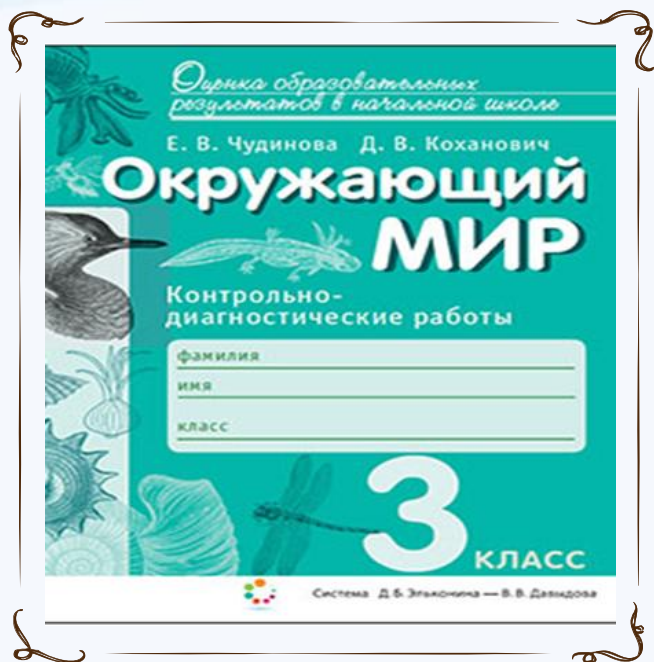 Оценка образовательных
результатов в начальной школе
Е. В. Чудинова Д. В. Коханович
Окружающий
МИР
Контрольно-
диагностические работы
фамилия
имя
класс
3
КЛАСС
Система Д.Б. Эльконина — В.В. Давыдова